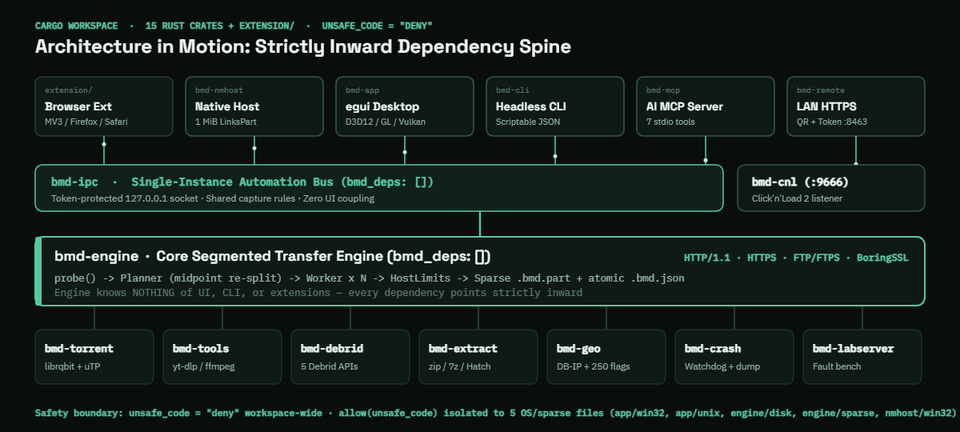 CARGO WORKSPACE · 15 RUST CRATES + EXTENSION/ · UNSAFE_CODE = "DENY"
Architecture in Motion: Strictly Inward Dependency Spine
extension/
Browser Ext
MV3 / Firefox / Safari
bmd-nmhost
Native Host
1 MiB LinksPart
bmd-app
egui Desktop
D3D12 / GL / Vulkan
bmd-cli
Headless CLI
Scriptable JSON
bmd-mcp
AI MCP Server
7 stdio tools
bmd-remote
LAN HTTPS
QR + Token :8463
bmd-ipc · Single-Instance Automation Bus (bmd_deps: [])
Token-protected 127.0.0.1 socket · Shared capture rules · Zero UI coupling
bmd-cnl (:9666)
Click'n'Load 2 listener
bmd-engine · Core Segmented Transfer Engine (bmd_deps: [])
HTTP/1.1 · HTTPS · FTP/FTPS · BoringSSL
probe() -> Planner (midpoint re-split) -> Worker x N -> HostLimits -> Sparse .bmd.part + atomic .bmd.json
Engine knows NOTHING of UI, CLI, or extensions — every dependency points strictly inward
bmd-torrent
librqbit + uTP
bmd-tools
yt-dlp / ffmpeg
bmd-debrid
5 Debrid APIs
bmd-extract
zip / 7z / Hatch
bmd-geo
DB-IP + 250 flags
bmd-crash
Watchdog + dump
bmd-labserver
Fault bench
Safety boundary: unsafe_code = "deny" workspace-wide · allow(unsafe_code) isolated to 5 OS/sparse files (app/win32, app/unix, engine/disk, engine/sparse, nmhost/win32)